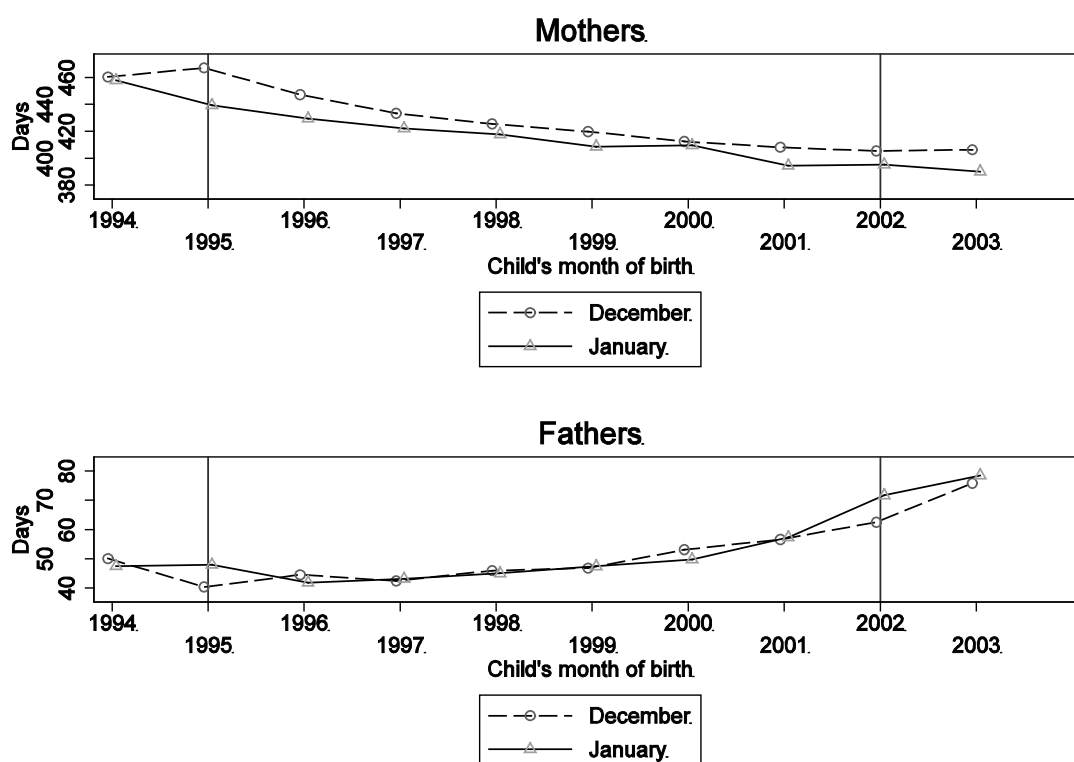 Mothers.
Days
460
440
420
400
380
1994. 1996. 1997. 1998. 2000. 2002.
1995. 1997. 1999. 2001. 2003.
Child's month of birth.
December.
January.
Fathers.
Days
80
70
60
50
40
1994. 1996. 1998. 2000. 2002.
1995. 1997. 1999. 2001. 2003.
Child's month of birth.
December.
January.